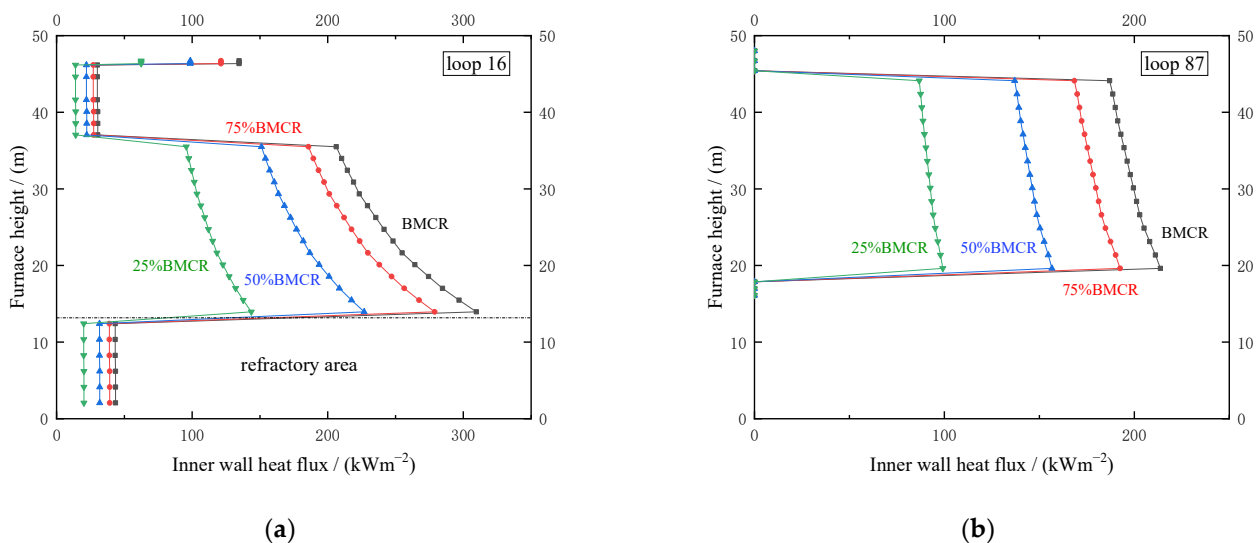 0 100 200 300
50 50
40 40
30 30
20 20
10 10
0 0
0 100 200 300
loop 16
75%BMCR
BMCR
25%BMCR
50%BMCR
refractory area
Furnace height / (m)
Inner wall heat flux / (kWm⁻²)
(a)
0 100 200
50 50
40 40
30 30
20 20
10 10
0 0
0 100 200
loop 87
BMCR
25%BMCR
50%BMCR
75%BMCR
Furnace height / (m)
Inner wall heat flux / (kWm⁻²)
(b)